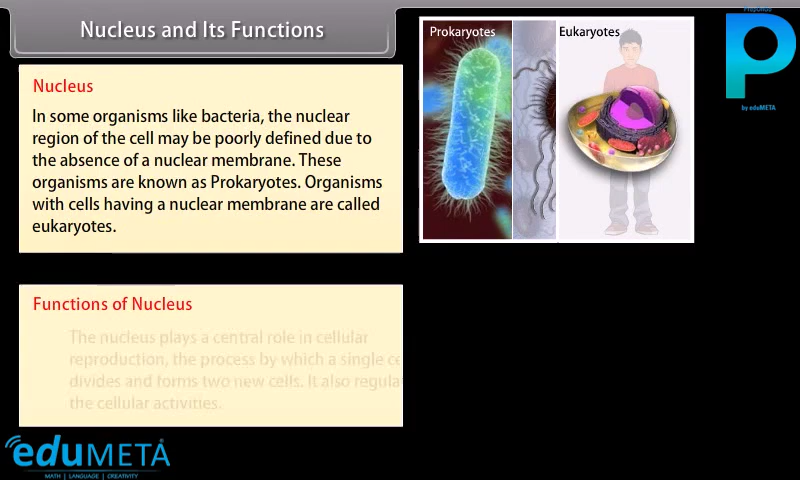 Nucleus and Its Functions
Nucleus
In some organisms like bacteria, the nuclear
region of the cell may be poorly defined due to
the absence of a nuclear membrane. These
organisms are known as Prokaryotes. Organisms
with cells having a nuclear membrane are called
eukaryotes.
Prokaryotes
Eukaryotes
P
by eduMETA
Functions of Nucleus
The nucleus plays a central role in cellular
reproduction, the process by which a single ce
divides and forms two new cells. It also regula
the cellular activities.
eduMETA
MATH | LANGUAGE | CREATIVITY